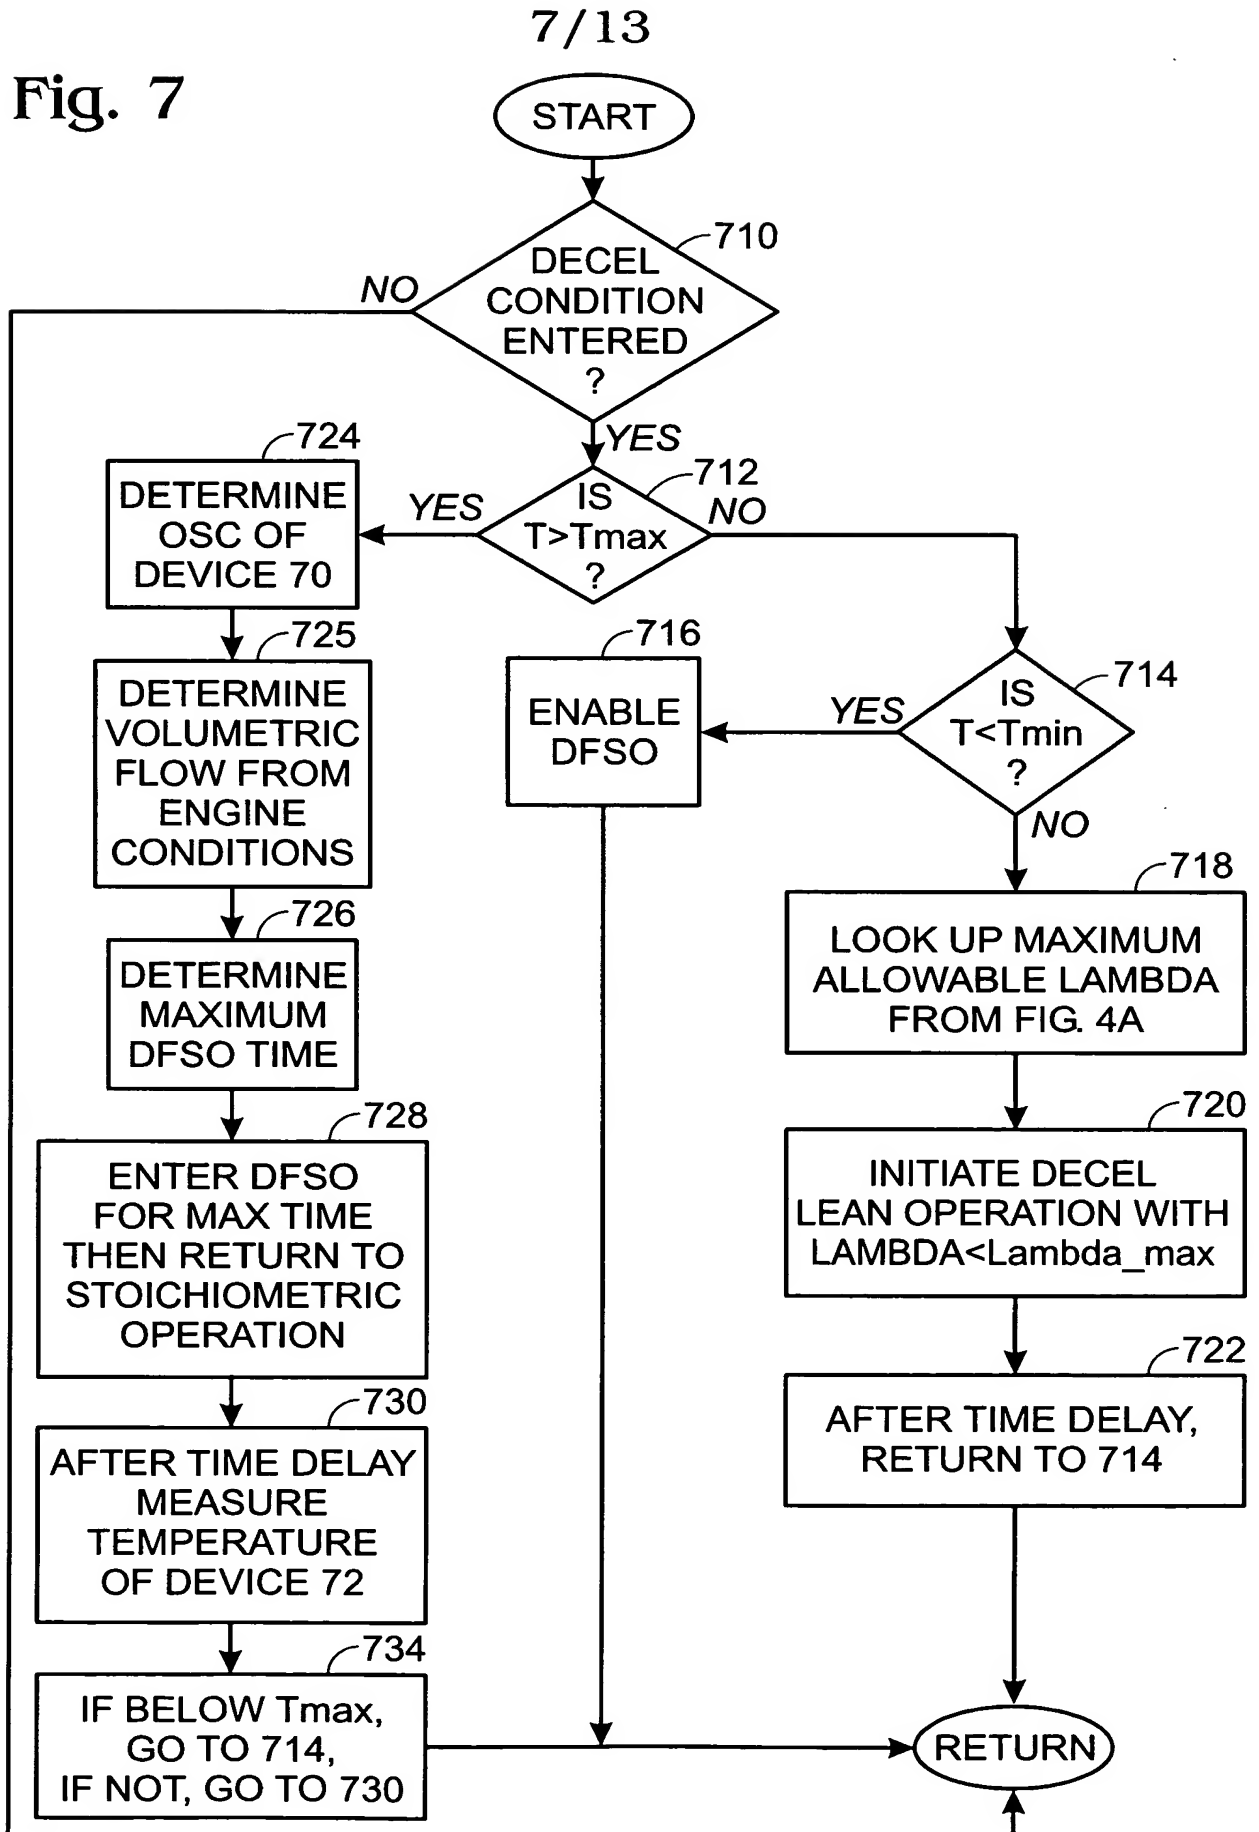 7/13
Fig. 7
START
710
DECEL
CONDITION
ENTERED
?
NO
YES
712
IS
T>Tmax
?
YES
NO
724
DETERMINE
OSC OF
DEVICE 70
725
DETERMINE
VOLUMETRIC
FLOW FROM
ENGINE
CONDITIONS
726
DETERMINE
MAXIMUM
DFSO TIME
728
ENTER DFSO
FOR MAX TIME
THEN RETURN TO
STOICHIOMETRIC
OPERATION
730
AFTER TIME DELAY
MEASURE
TEMPERATURE
OF DEVICE 72
734
IF BELOW Tmax,
GO TO 714,
IF NOT, GO TO 730
716
ENABLE
DFSO
714
IS
T<Tmin
?
YES
NO
718
LOOK UP MAXIMUM
ALLOWABLE LAMBDA
FROM FIG. 4A
720
INITIATE DECEL
LEAN OPERATION WITH
LAMBDA<Lambda_max
722
AFTER TIME DELAY,
RETURN TO 714
RETURN